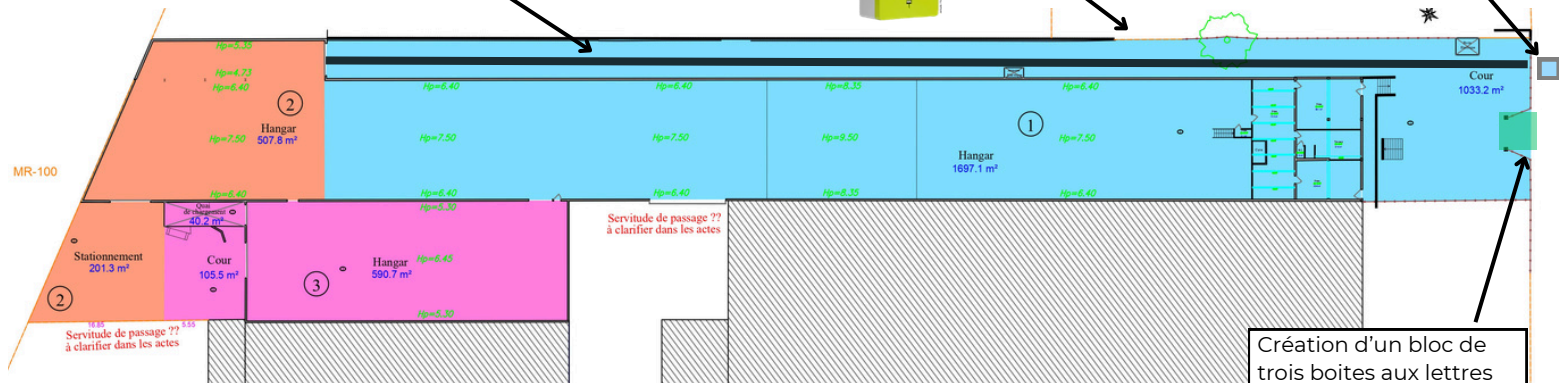 Hp=5.35
Hp=4.73
Hp=6.40
Hp=6.40
Hp=6.40
Hp=8.35
Hp=6.40
Cour
1033.2 m²
2
Hangar
507.8 m²
Hp=7.50
Hp=7.50
Hp=7.50
Hp=9.50
1
Hp=7.50
Hangar
1697.1 m²
MR-100
Hp=6.40
Hp=6.40
Hp=6.40
Hp=8.35
Hp=6.40
Quai
de chargement
40.2 m²
Hp=5.30
Servitude de passage ??
à clarifier dans les actes
Stationnement
201.3 m²
Cour
105.5 m²
Hangar
590.7 m²
Hp=6.45
2
3
Hp=5.30
16.85
5.55
Servitude de passage ??
à clarifier dans les actes
Création d’un bloc de
trois boites aux lettres